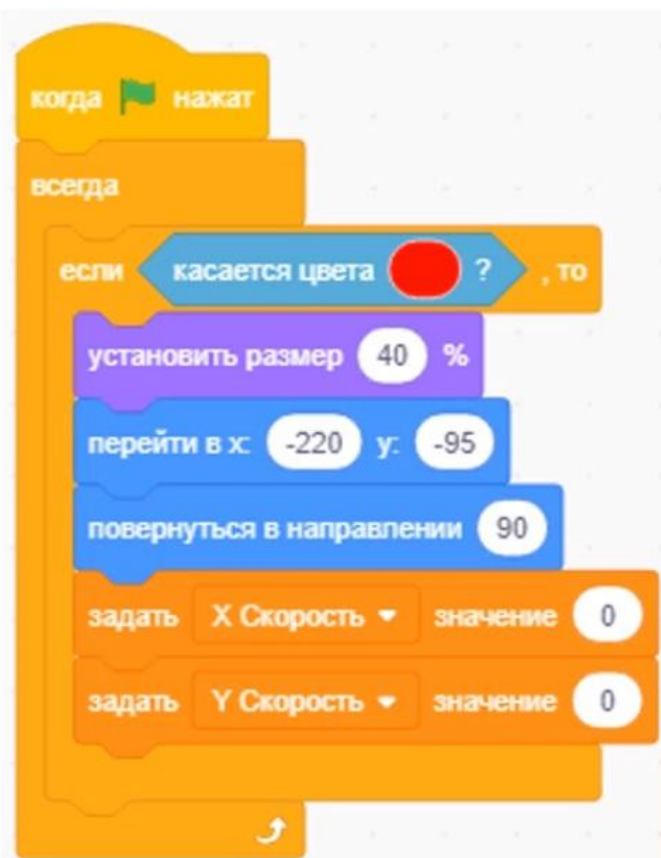 когда нажат
всегда
если касается цвета ? , то
установить размер 40 %
перейти в x: -220 y: -95
повернуться в направлении 90
задать X Скорость значение 0
задать Y Скорость значение 0